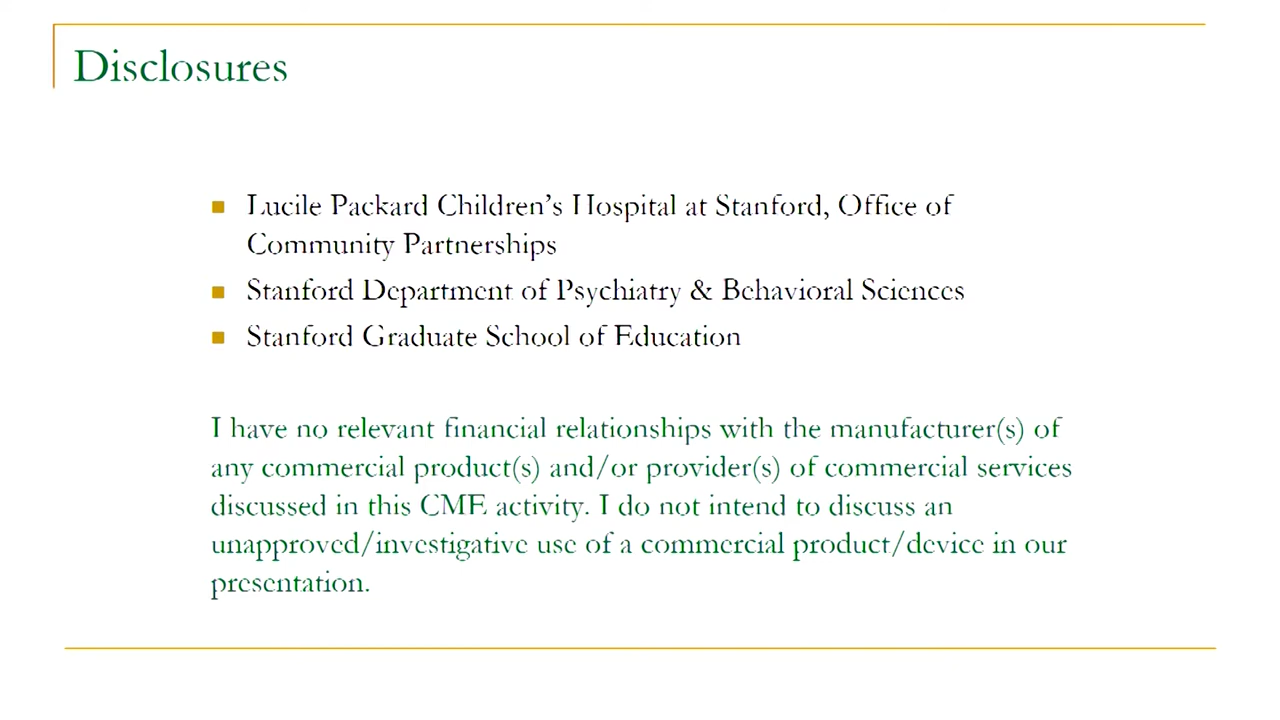 Disclosures
Lucile Packard Children's Hospital at Stanford, Office of
Community Partnerships
Stanford Department of Psychiatry & Behavioral Sciences
Stanford Graduate School of Education
I have no relevant financial relationships with the manufacturer(s) of
any commercial product(s) and/or provider(s) of commercial services
discussed in this CME activity. I do not intend to discuss an
unapproved/investigative use of a commercial product/device in our
presentation.